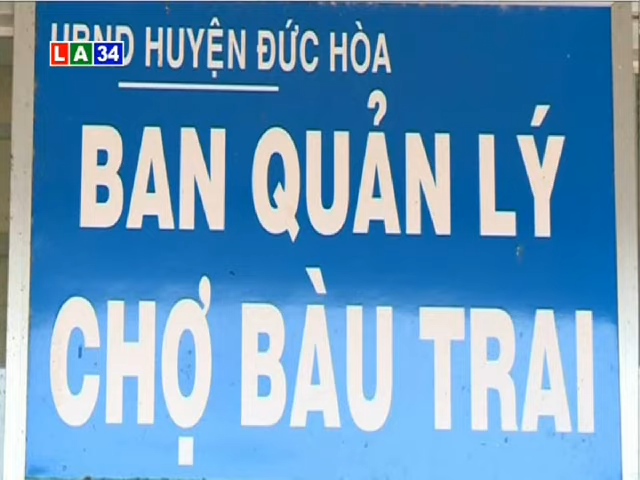 UBND HUYỆN ĐỨC HÒA
LA34
BAN QUẢN LÝ
CHỢ BÀU TRAI